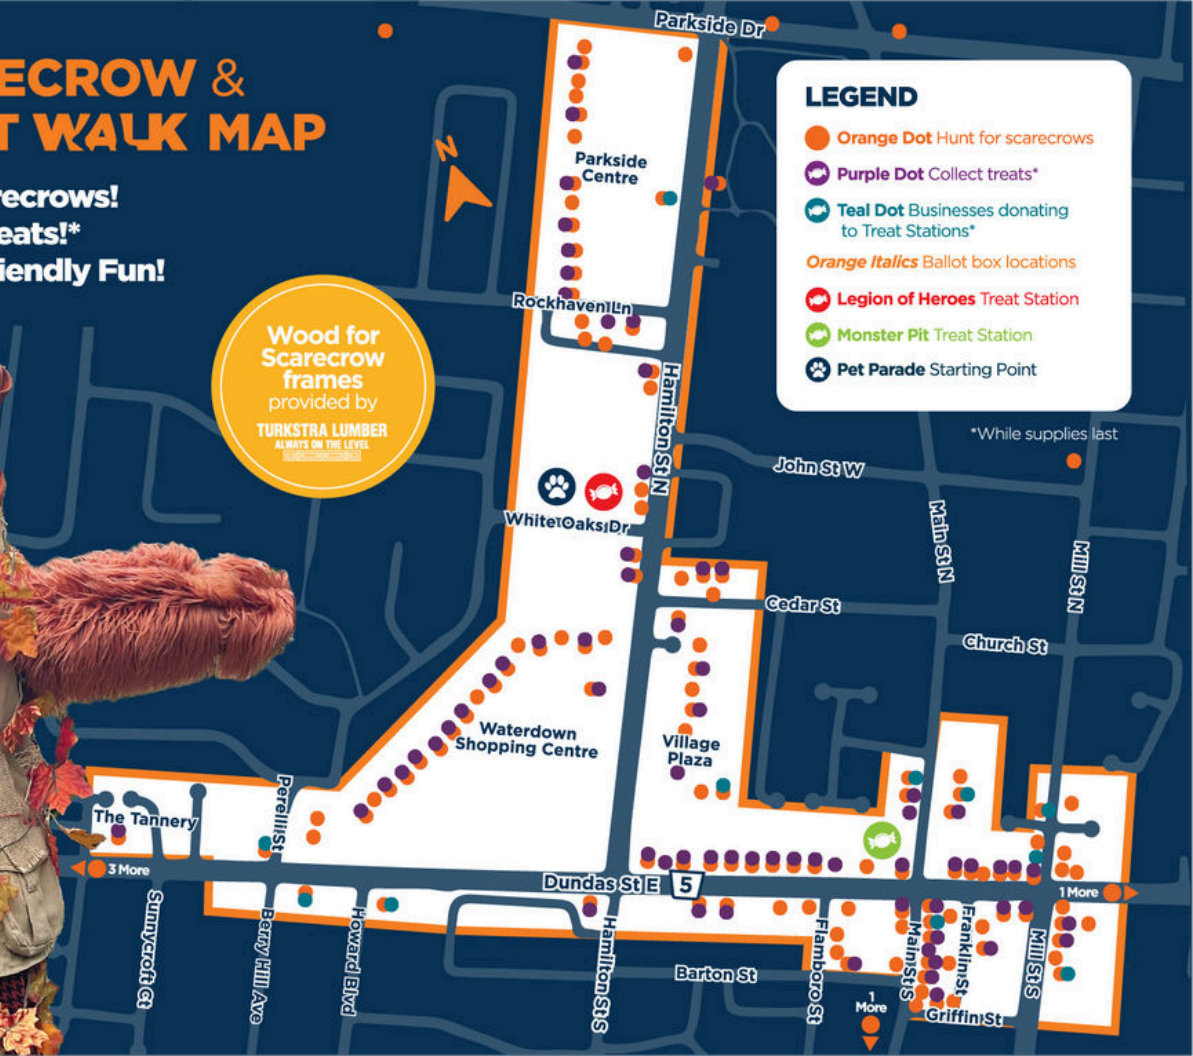 ECROW &
T WALK MAP
recrows!
eats!*
iendly Fun!
Wood for
Scarecrow
frames
provided by
TURKSTRA LUMBER
ALWAYS ON THE LEVEL
N
Parkside Dr
Parkside
Centre
Rockhaven Ln
Hamilton St N
White Oaks Dr
John St W
Main St N
Mill St N
Cedar St
Church St
Waterdown
Shopping Centre
Village
Plaza
The Tannery
Perelli St
3 More
Dundas St E
5
1 More
Sunnycroft Ct
Berry Hill Ave
Howard Blvd
Hamilton St S
Barton St
Flamboro St
Main St S
Franklin St
Mill St S
Griffin St
1
More
LEGEND
Orange Dot Hunt for scarecrows
Purple Dot Collect treats*
Teal Dot Businesses donating
to Treat Stations*
Orange Italics Ballot box locations
Legion of Heroes Treat Station
Monster Pit Treat Station
Pet Parade Starting Point
*While supplies last